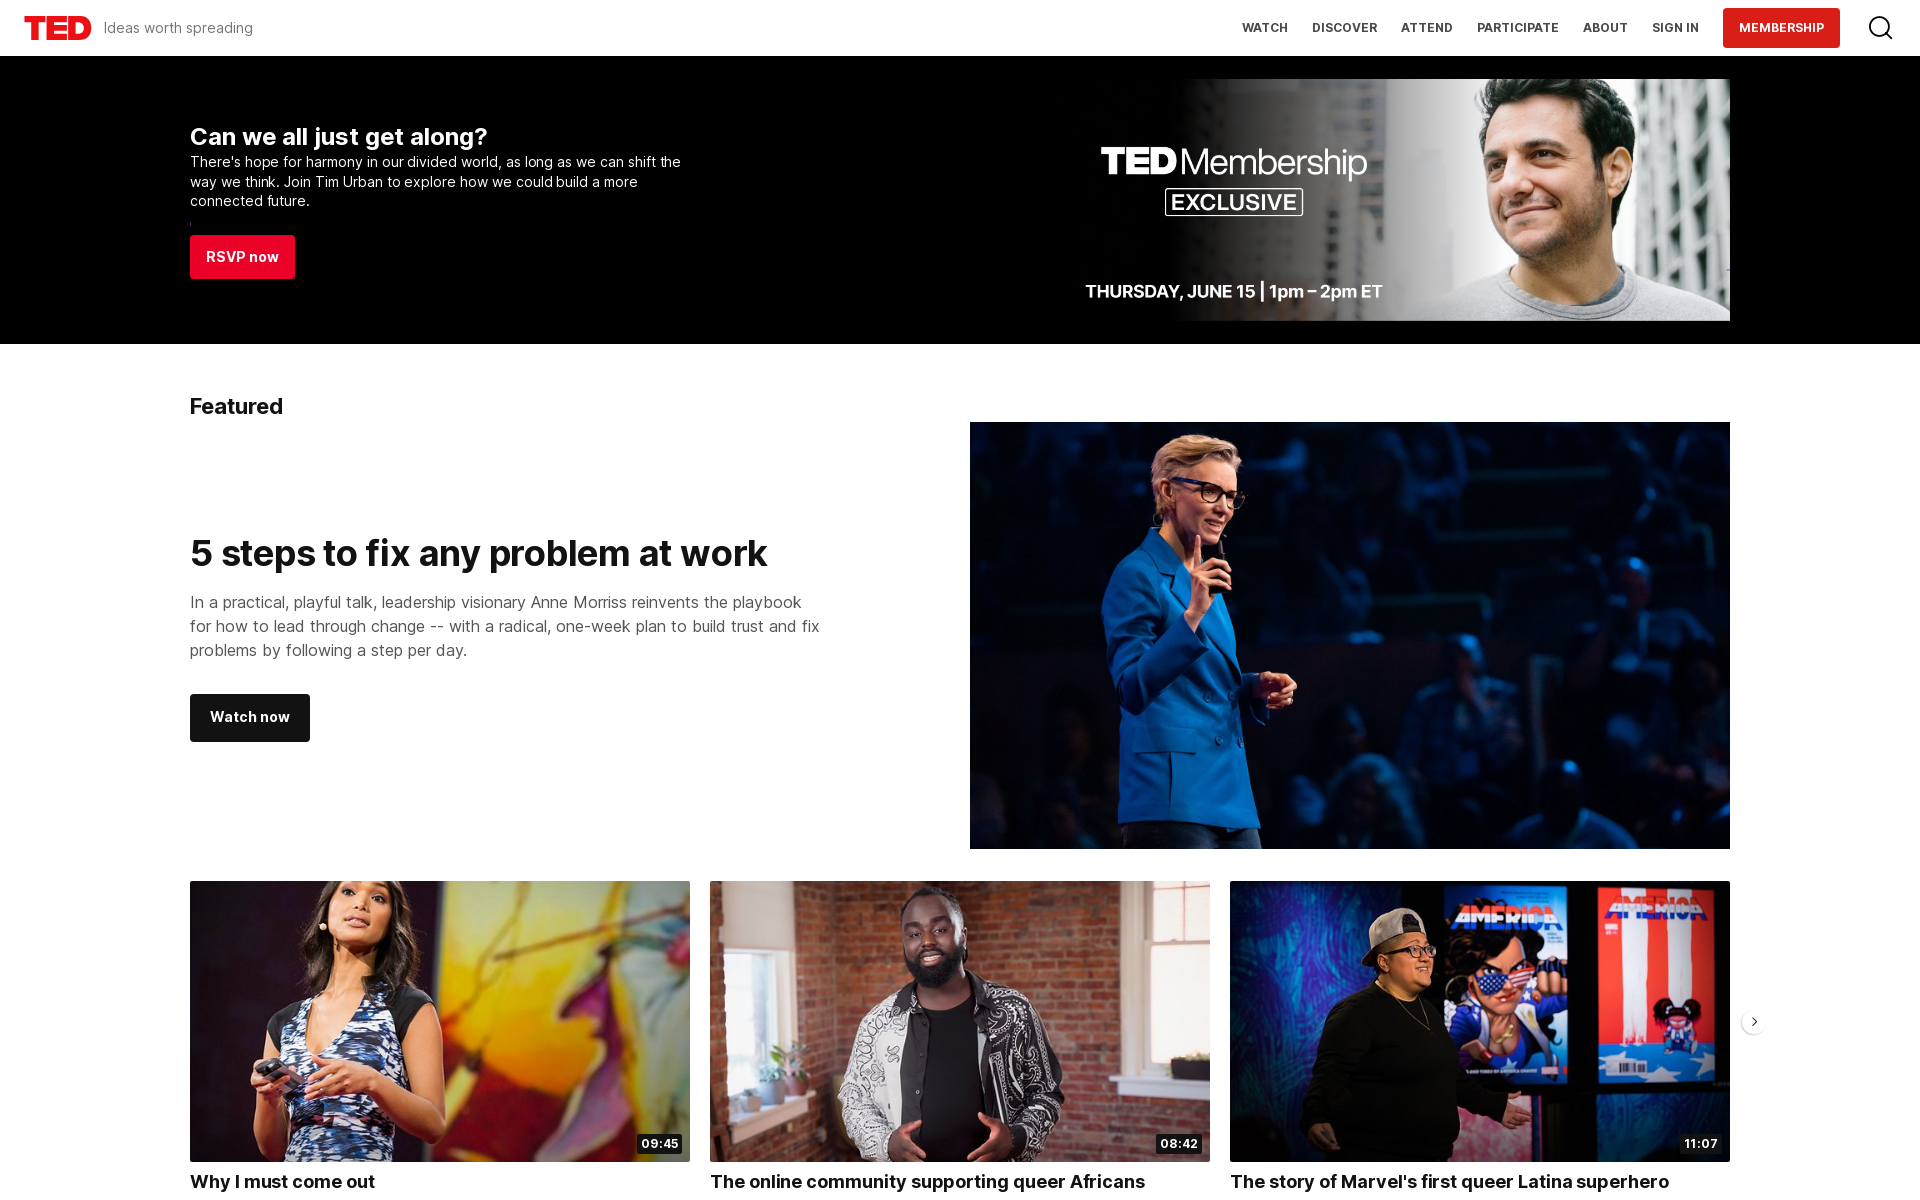 TED Ideas worth spreading
WATCH DISCOVER ATTEND PARTICIPATE ABOUT SIGN IN MEMBERSHIP
Can we all just get along?
There's hope for harmony in our divided world, as long as we can shift the
way we think. Join Tim Urban to explore how we could build a more
connected future.
RSVP now
TED Membership
EXCLUSIVE
THURSDAY, JUNE 15 | 1pm – 2pm ET
Featured
5 steps to fix any problem at work
In a practical, playful talk, leadership visionary Anne Morriss reinvents the playbook
for how to lead through change -- with a radical, one-week plan to build trust and fix
problems by following a step per day.
Watch now
AMERICA
AMERICA
09:45
08:42
11:07
Why I must come out
The online community supporting queer Africans
The story of Marvel's first queer Latina superhero